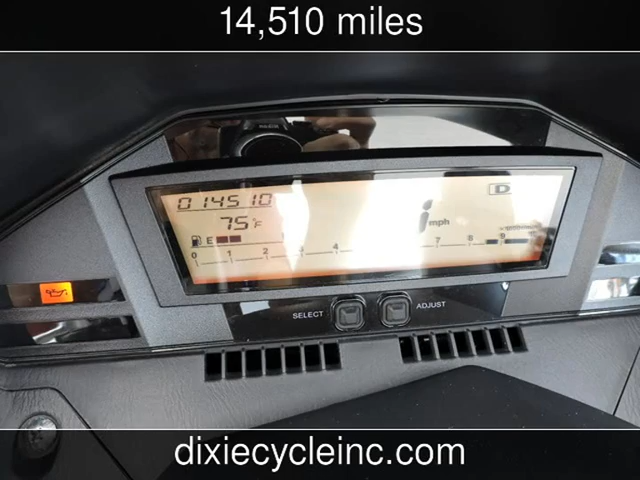 14,510 miles
014510
75°F
E
mph
0 1 2 3 4 7 8 9
D
SELECT ADJUST
dixiecycleinc.com